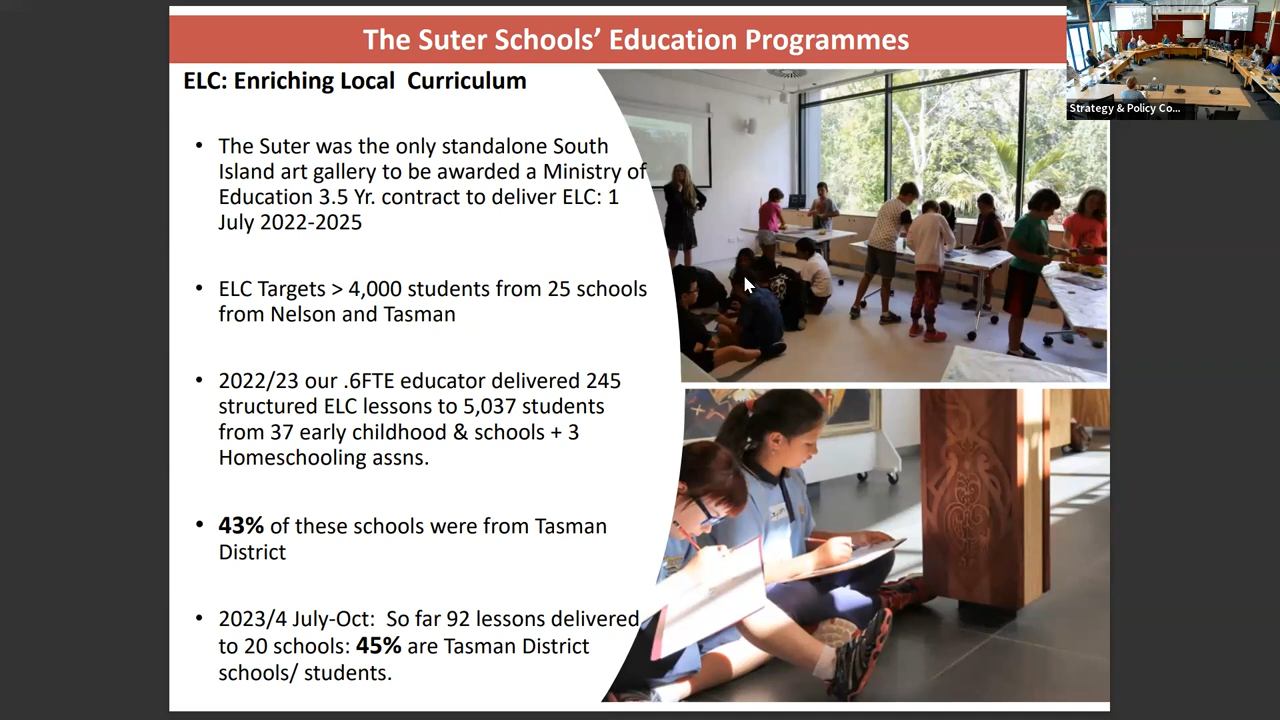 The Suter Schools' Education Programmes
ELC: Enriching Local Curriculum
• The Suter was the only standalone South
Island art gallery to be awarded a Ministry of
Education 3.5 Yr. contract to deliver ELC: 1
July 2022-2025
• ELC Targets > 4,000 students from 25 schools
from Nelson and Tasman
• 2022/23 our .6FTE educator delivered 245
structured ELC lessons to 5,037 students
from 37 early childhood & schools + 3
Homeschooling assns.
• 43% of these schools were from Tasman
District
• 2023/4 July-Oct: So far 92 lessons delivered
to 20 schools: 45% are Tasman District
schools/ students.
Strategy & Policy Co...